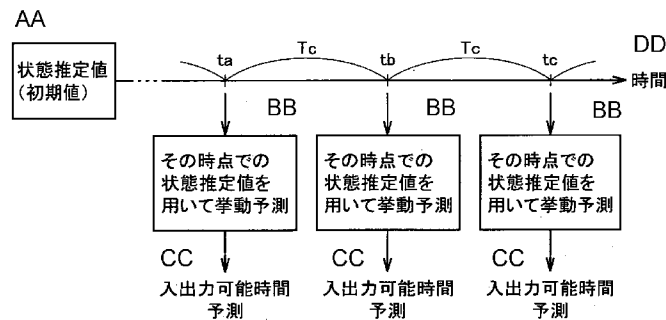 AA
状態推定値
(初期値)
ta
Tc
tb
Tc
tc
DD
時間
BB
BB
BB
その時点での
状態推定値を
用いて挙動予測
その時点での
状態推定値を
用いて挙動予測
その時点での
状態推定値を
用いて挙動予測
CC
CC
CC
入出力可能時間
予測
入出力可能時間
予測
入出力可能時間
予測